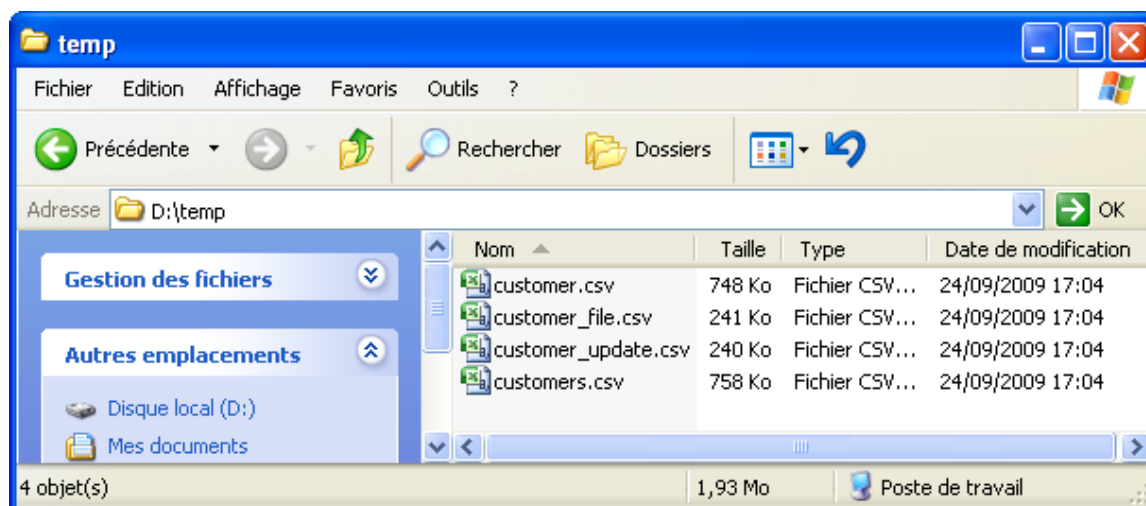 temp
Fichier Edition Affichage Favoris Outils ?
Précédente Rechercher Dossiers
Adresse D:\temp OK
Nom Taille Type Date de modification
Gestion des fichiers
customer.csv 748 Ko Fichier CSV... 24/09/2009 17:04
customer_file.csv 241 Ko Fichier CSV... 24/09/2009 17:04
customer_update.csv 240 Ko Fichier CSV... 24/09/2009 17:04
customers.csv 758 Ko Fichier CSV... 24/09/2009 17:04
Autres emplacements
Disque local (D:)
Mes documents
4 objet(s) 1,93 Mo Poste de travail